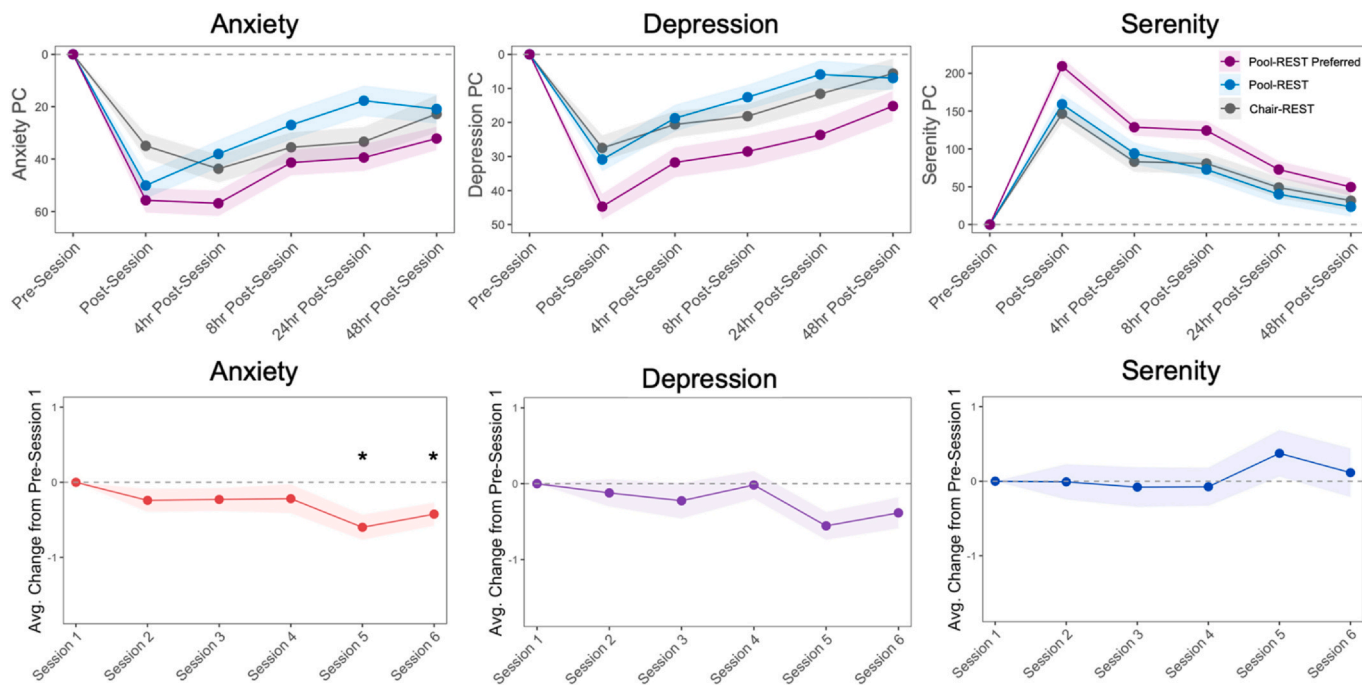 Anxiety
Anxiety PC
0
20
40
60
Pre-Session
Post-Session
4hr Post-Session
8hr Post-Session
24hr Post-Session
48hr Post-Session
Depression
Depression PC
0
10
20
30
40
50
Pre-Session
Post-Session
4hr Post-Session
8hr Post-Session
24hr Post-Session
48hr Post-Session
Serenity
Serenity PC
200
150
100
50
0
Pool-REST Preferred
Pool-REST
Chair-REST
Pre-Session
Post-Session
4hr Post-Session
8hr Post-Session
24hr Post-Session
48hr Post-Session
Anxiety
Avg. Change from Pre-Session 1
1
0
-1
* *
Session 1
Session 2
Session 3
Session 4
Session 5
Session 6
Depression
Avg. Change from Pre-Session 1
1
0
-1
Session 1
Session 2
Session 3
Session 4
Session 5
Session 6
Serenity
Avg. Change from Pre-Session 1
1
0
-1
Session 1
Session 2
Session 3
Session 4
Session 5
Session 6